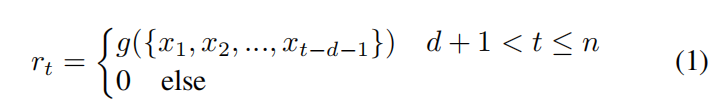 r_t = { g({x_1, x_2, ..., x_{t−d−1}}) d + 1 < t ≤ n
0 else (1)